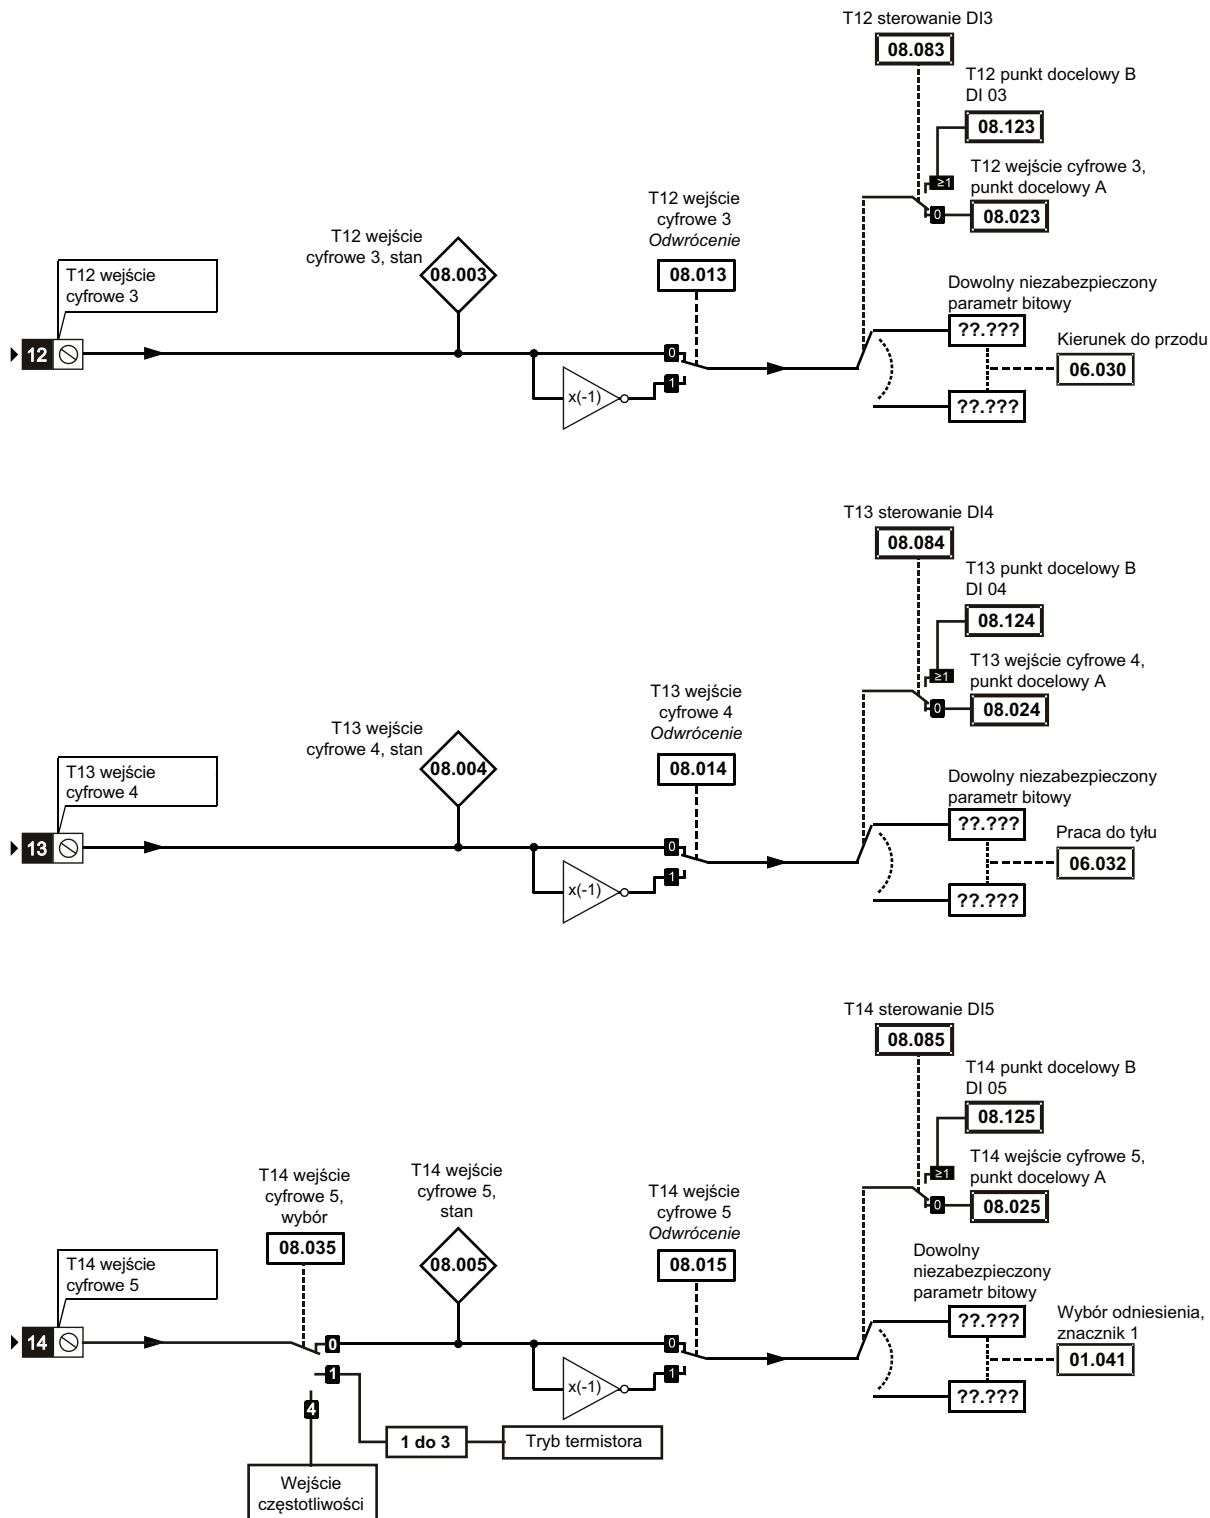 T12 sterowanie DI3
08.083
T12 punkt docelowy B
DI 03
08.123
≥1
T12 wejście cyfrowe 3,
punkt docelowy A
0
08.023
T12 wejście
cyfrowe 3
12
T12 wejście
cyfrowe 3, stan
08.003
T12 wejście
cyfrowe 3
Odwrócenie
08.013
0
1
x(-1)
Dowolny niezabezpieczony
parametr bitowy
??.???
Kierunek do przodu
06.030
??.???
T13 sterowanie DI4
08.084
T13 punkt docelowy B
DI 04
08.124
≥1
T13 wejście cyfrowe 4,
punkt docelowy A
0
08.024
T13 wejście
cyfrowe 4
13
T13 wejście
cyfrowe 4, stan
08.004
T13 wejście
cyfrowe 4
Odwrócenie
08.014
0
1
x(-1)
Dowolny niezabezpieczony
parametr bitowy
??.???
Praca do tyłu
06.032
??.???
T14 sterowanie DI5
08.085
T14 punkt docelowy B
DI 05
08.125
≥1
T14 wejście cyfrowe 5,
punkt docelowy A
0
08.025
T14 wejście
cyfrowe 5
14
T14 wejście
cyfrowe 5,
wybór
08.035
0
1
4
T14 wejście
cyfrowe 5,
stan
08.005
T14 wejście
cyfrowe 5
Odwrócenie
08.015
0
1
x(-1)
Dowolny
niezabezpieczony
parametr bitowy
??.???
Wybór odniesienia,
znacznik 1
01.041
??.???
1 do 3
Tryb termistora
Wejście
częstotliwości